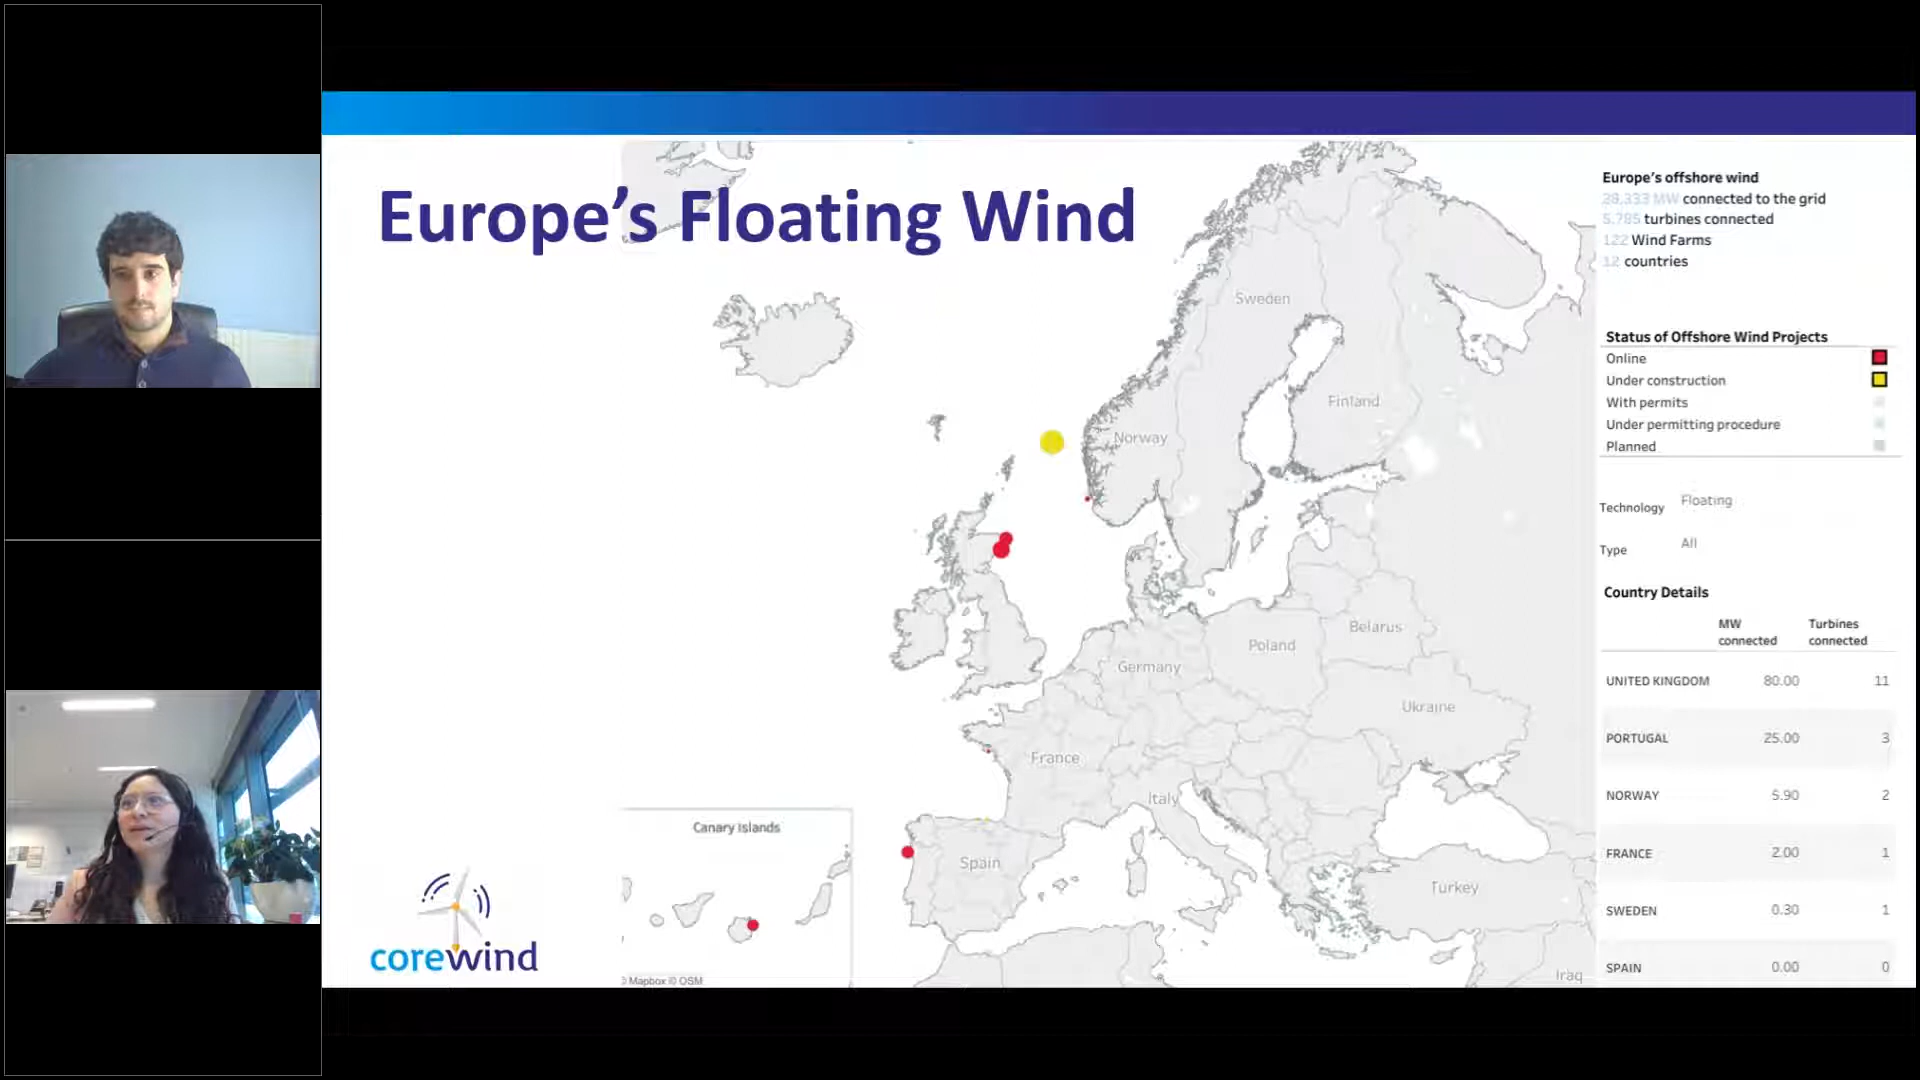 Europe's Floating Wind
Sweden
Finland
Norway
Poland
Belarus
Germany
Ukraine
France
Italy
Spain
Turkey
Iraq
Canary Islands
© Mapbox © OSM
corewind
Europe's offshore wind
28,333 MW connected to the grid
5,785 turbines connected
122 Wind Farms
12 countries
Status of Offshore Wind Projects
Online
Under construction
With permits
Under permitting procedure
Planned
Technology Floating
Type All
Country Details
MW connected Turbines connected
UNITED KINGDOM 80.00 11
PORTUGAL 25.00 3
NORWAY 5.90 2
FRANCE 2.00 1
SWEDEN 0.30 1
SPAIN 0.00 0